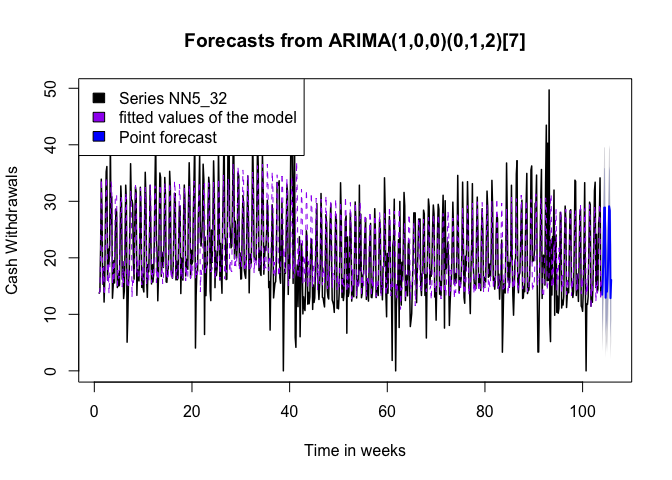 Forecasts from ARIMA(1,0,0)(0,1,2)[7]
Series NN5_32
fitted values of the model
Point forecast
Cash Withdrawals
50
40
30
20
10
0
0 20 40 60 80 100
Time in weeks